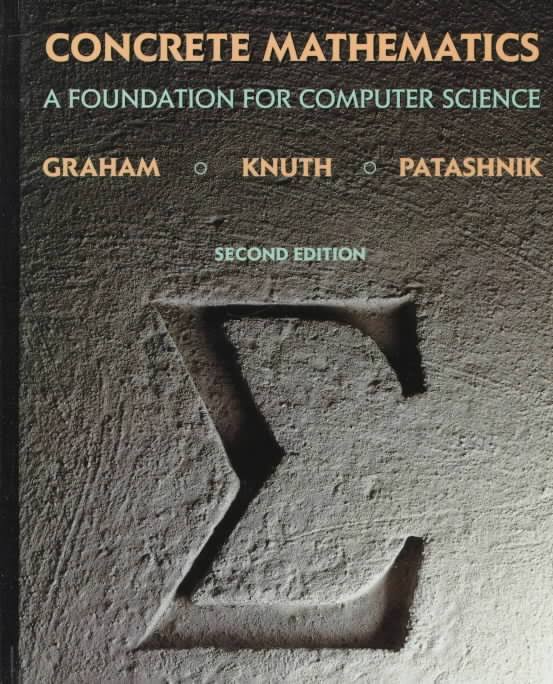 CONCRETE MATHEMATICS
A FOUNDATION FOR COMPUTER SCIENCE
GRAHAM ○ KNUTH ○ PATASHNIK
SECOND EDITION
Σ